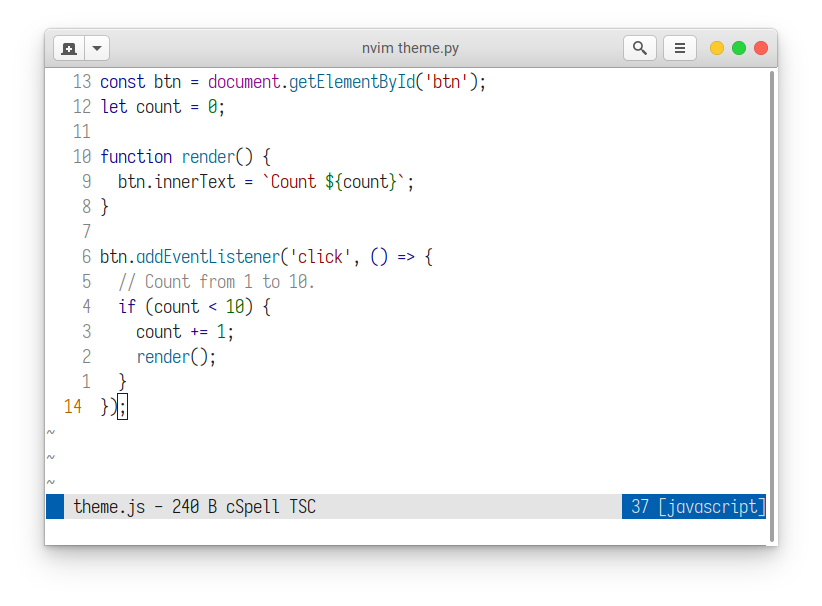 nvim theme.py
13 const btn = document.getElementById('btn');
12 let count = 0;
11
10 function render() {
9   btn.innerText = `Count ${count}`;
8 }
7
6 btn.addEventListener('click', () => {
5   // Count from 1 to 10.
4   if (count < 10) {
3     count += 1;
2     render();
1   }
14 });
~
~
~
theme.js – 240 B cSpell TSC 37 [javascript]